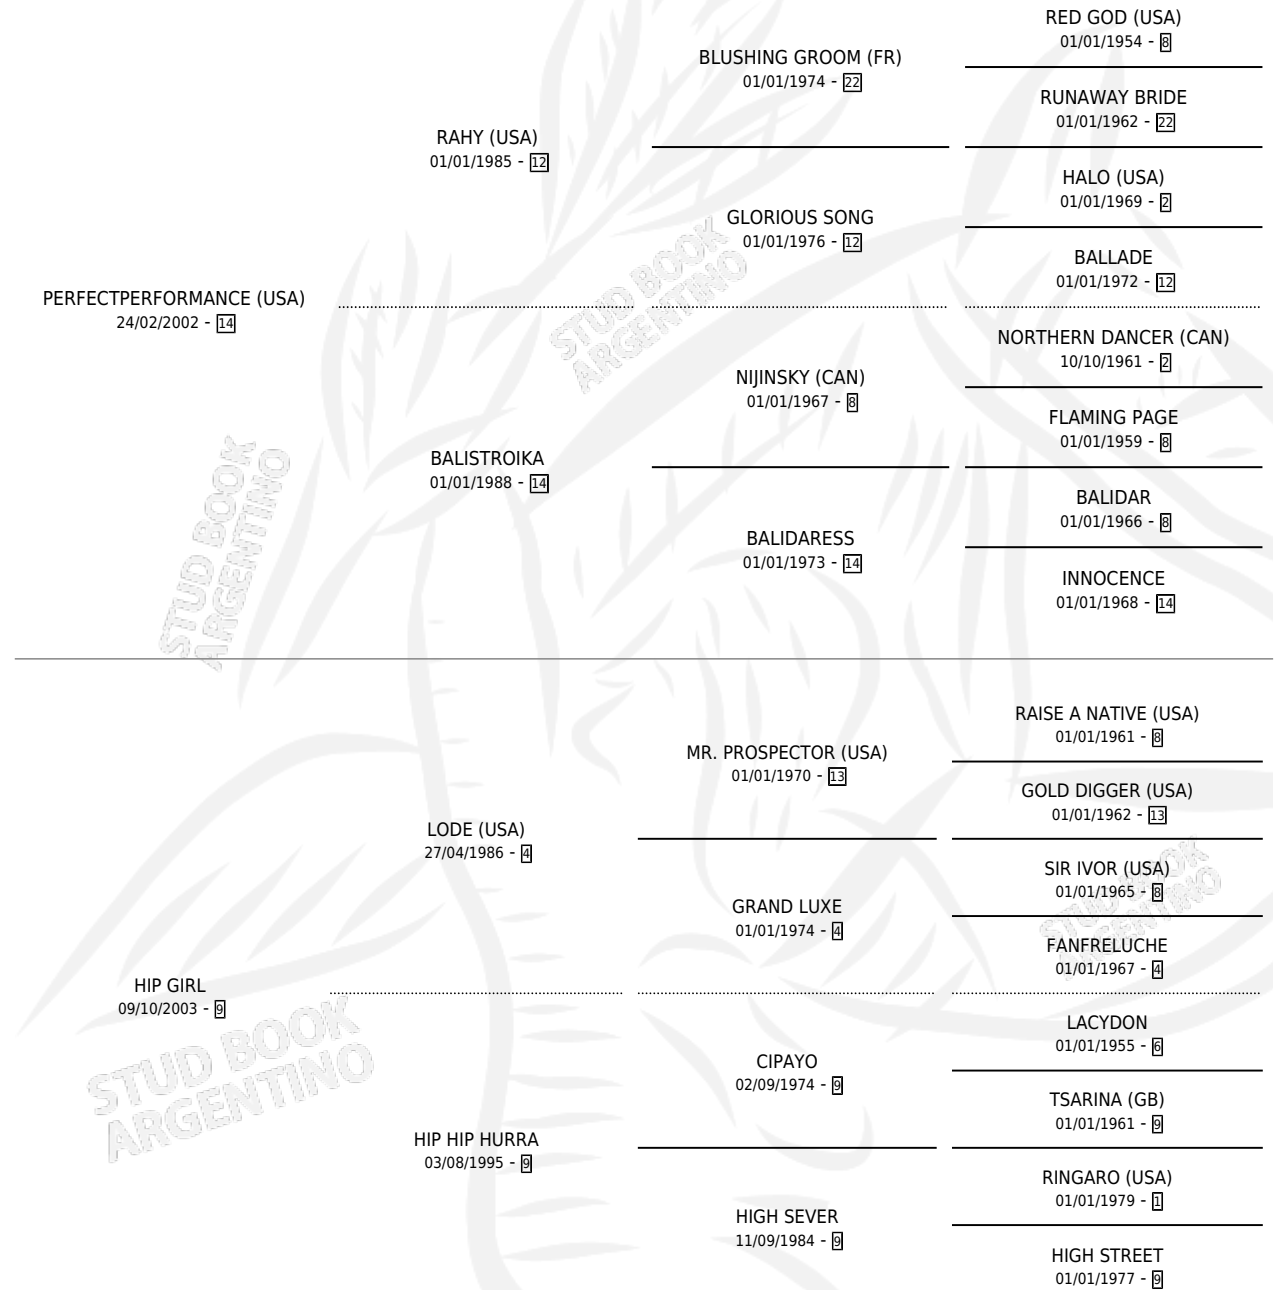 RED GOD (USA)
01/01/1954 - 8
BLUSHING GROOM (FR)
01/01/1974 - 22
RUNAWAY BRIDE
01/01/1962 - 22
RAHY (USA)
01/01/1985 - 12
HALO (USA)
01/01/1969 - 2
GLORIOUS SONG
01/01/1976 - 12
BALLADE
01/01/1972 - 12
PERFECTPERFORMANCE (USA)
24/02/2002 - 14
STUD BOOK
ARGENTINO
NORTHERN DANCER (CAN)
10/10/1961 - 2
NIJINSKY (CAN)
01/01/1967 - 8
FLAMING PAGE
01/01/1959 - 8
BALISTROIKA
01/01/1988 - 14
BALIDAR
01/01/1966 - 8
BALIDARESS
01/01/1973 - 14
INNOCENCE
01/01/1968 - 14
STUD BOOK
ARGENTINO
RAISE A NATIVE (USA)
01/01/1961 - 8
MR. PROSPECTOR (USA)
01/01/1970 - 13
GOLD DIGGER (USA)
01/01/1962 - 13
LODE (USA)
27/04/1986 - 4
SIR IVOR (USA)
01/01/1965 - 8
GRAND LUXE
01/01/1974 - 4
FANFRELUCHE
01/01/1967 - 4
STUD BOOK
ARGENTINO
HIP GIRL
09/10/2003 - 9
LACYDON
01/01/1955 - 6
CIPAYO
02/09/1974 - 9
TSARINA (GB)
01/01/1961 - 9
STUD BOOK
ARGENTINO
HIP HIP HURRA
03/08/1995 - 9
RINGARO (USA)
01/01/1979 - 1
HIGH SEVER
11/09/1984 - 9
HIGH STREET
01/01/1977 - 9